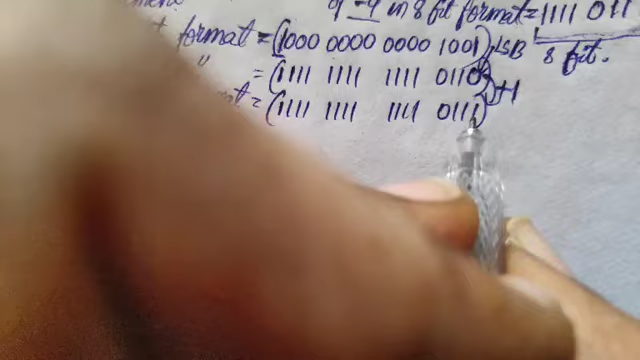 of -9 in 8 bit format = 1111 011
format = (1000 0000 0000 1001) LSB
8 bit.
" = (1111 1111 1111 0110)
= (1111 1111 1111 0111) +1